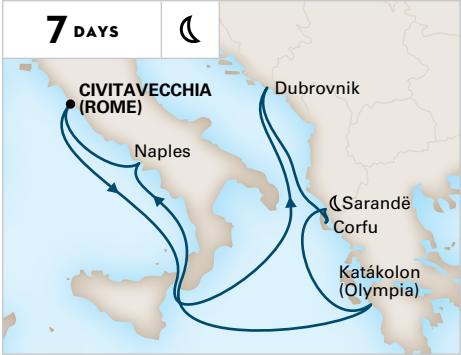 7 DAYS
CIVITAVECCHIA
(ROME)
Dubrovnik
Naples
Sarandë
Corfu
Katákolon
(Olympia)